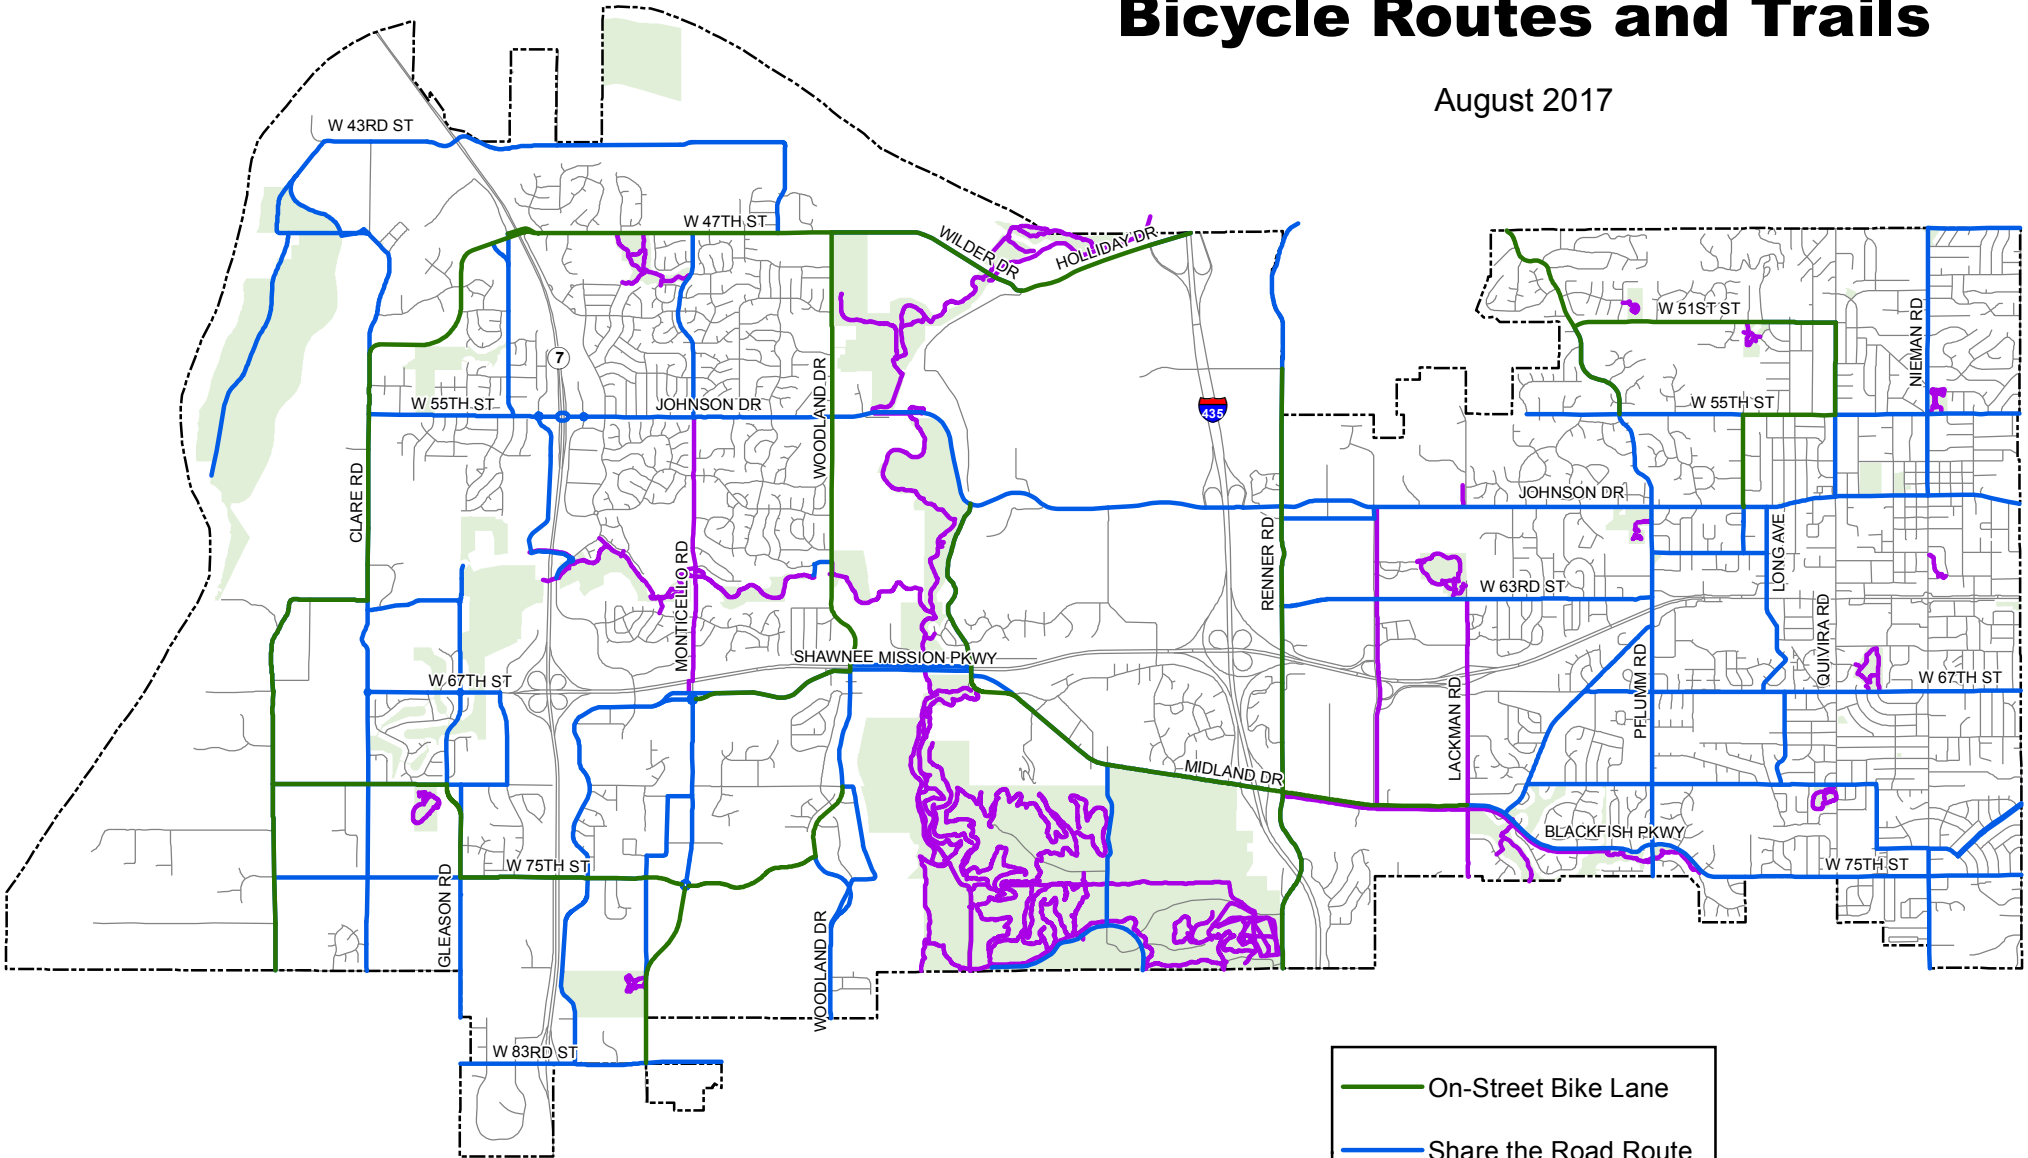 Bicycle Routes and Trails
August 2017
W 43RD ST
W 47TH ST
WILDER DR
HOLLIDAY DR
W 51ST ST
NIEMAN RD
7
WOODLAND DR
W 55TH ST
JOHNSON DR
435
W 55TH ST
CLARE RD
JOHNSON DR
RENNER RD
LONG AVE
MONTICELLO RD
W 63RD ST
QUIVIRA RD
SHAWNEE MISSION PKWY
W 67TH ST
PFLUMM RD
LACKMAN RD
W 67TH ST
MIDLAND DR
BLACKFISH PKWY
W 75TH ST
W 75TH ST
GLEASON RD
WOODLAND DR
W 83RD ST
On-Street Bike Lane
Share the Road Route